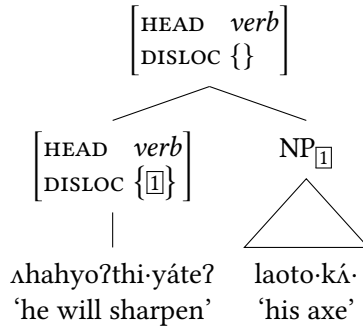 HEAD verb
DISLOC {}
HEAD verb
DISLOC {1}
NP1
ʌhahyoʔthi·yáteʔ
laoto·kʌ́·
‘he will sharpen’
‘his axe’